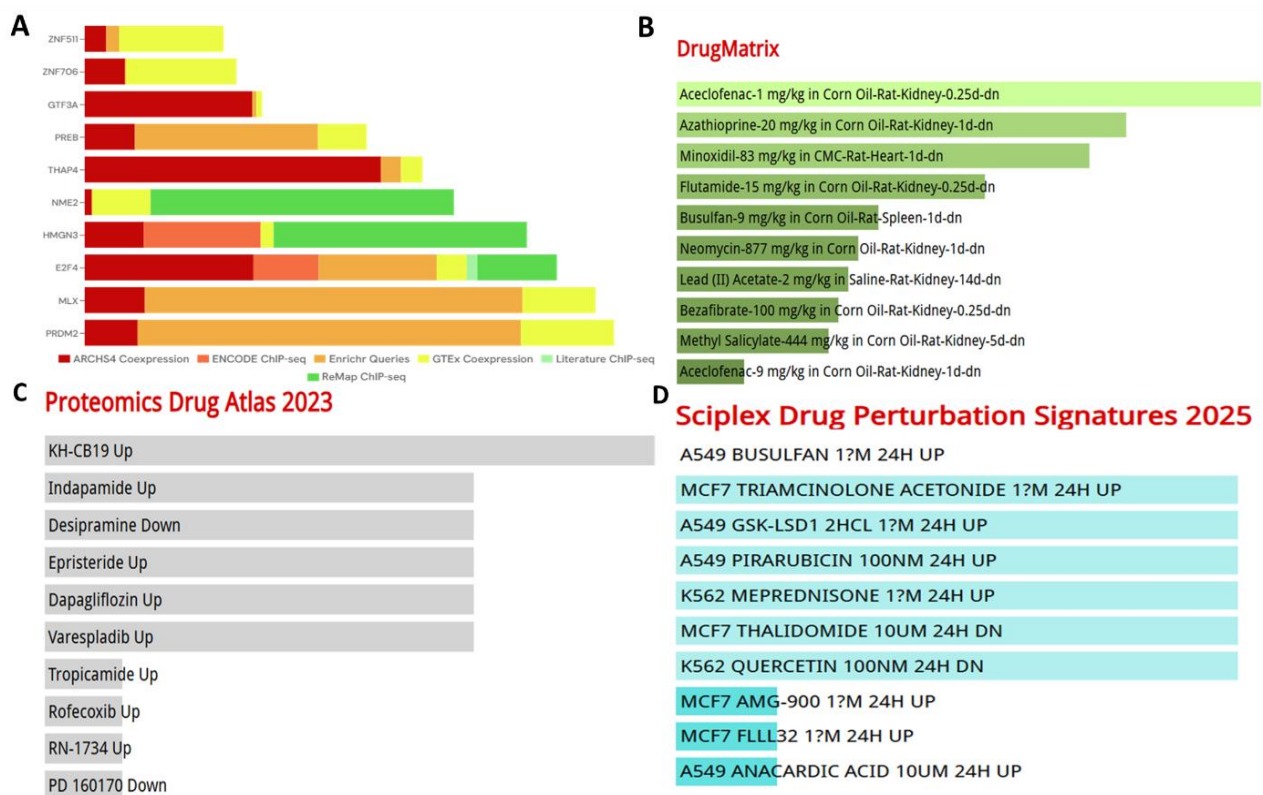 A
ZNF511
ZNF706
GTF3A
PREB
THAP4
NME2
HMGN3
E2F4
MLX
PRDM2
ARCHS4 Coexpression
ENCODE ChIP-seq
Enrichr Queries
GTEx Coexpression
Literature ChIP-seq
ReMap ChIP-seq
B
DrugMatrix
Aceclofenac-1 mg/kg in Corn Oil-Rat-Kidney-0.25d-dn
Azathioprine-20 mg/kg in Corn Oil-Rat-Kidney-1d-dn
Minoxidil-83 mg/kg in CMC-Rat-Heart-1d-dn
Flutamide-15 mg/kg in Corn Oil-Rat-Kidney-0.25d-dn
Busulfan-9 mg/kg in Corn Oil-Rat-Spleen-1d-dn
Neomycin-877 mg/kg in Corn Oil-Rat-Kidney-1d-dn
Lead (II) Acetate-2 mg/kg in Saline-Rat-Kidney-14d-dn
Bezafibrate-100 mg/kg in Corn Oil-Rat-Kidney-0.25d-dn
Methyl Salicylate-444 mg/kg in Corn Oil-Rat-Kidney-5d-dn
Aceclofenac-9 mg/kg in Corn Oil-Rat-Kidney-1d-dn
C
Proteomics Drug Atlas 2023
KH-CB19 Up
Indapamide Up
Desipramine Down
Epristeride Up
Dapagliflozin Up
Varespladib Up
Tropicamide Up
Rofecoxib Up
RN-1734 Up
PD 160170 Down
D
Sciplex Drug Perturbation Signatures 2025
A549 BUSULFAN 1?M 24H UP
MCF7 TRIAMCINOLONE ACETONIDE 1?M 24H UP
A549 GSK-LSD1 2HCL 1?M 24H UP
A549 PIRARUBICIN 100NM 24H UP
K562 MEPREDNISONE 1?M 24H UP
MCF7 THALIDOMIDE 10UM 24H DN
K562 QUERCETIN 100NM 24H DN
MCF7 AMG-900 1?M 24H UP
MCF7 FLLL32 1?M 24H UP
A549 ANACARDIC ACID 10UM 24H UP